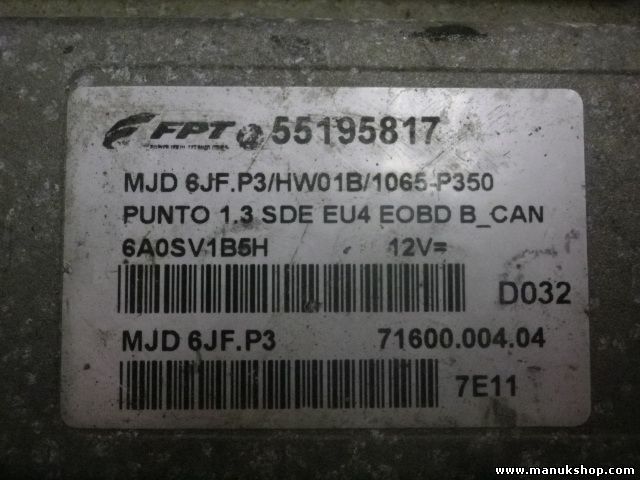 FPT 55195817
MJD 6JF.P3/HW01B/1065-P350
PUNTO 1.3 SDE EU4 EOBD B_CAN
6A0SV1B5H 12V=
D032
MJD 6JF.P3 71600.004.04
7E11
www.manukshop.com